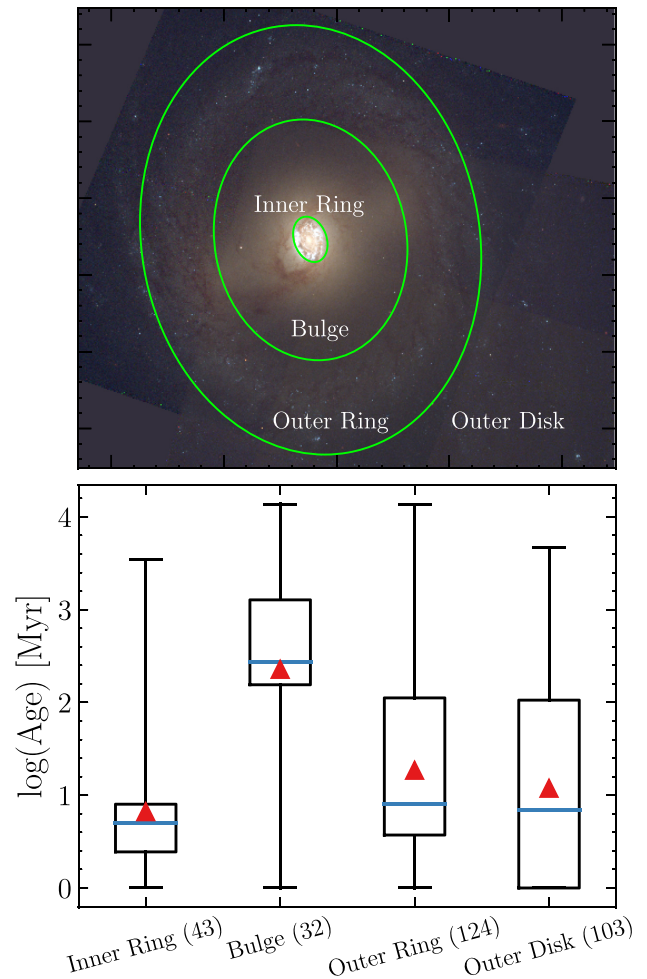 Inner Ring
Bulge
Outer Ring
Outer Disk
log(Age) [Myr]
4
3
2
1
0
Inner Ring (43)
Bulge (32)
Outer Ring (124)
Outer Disk (103)